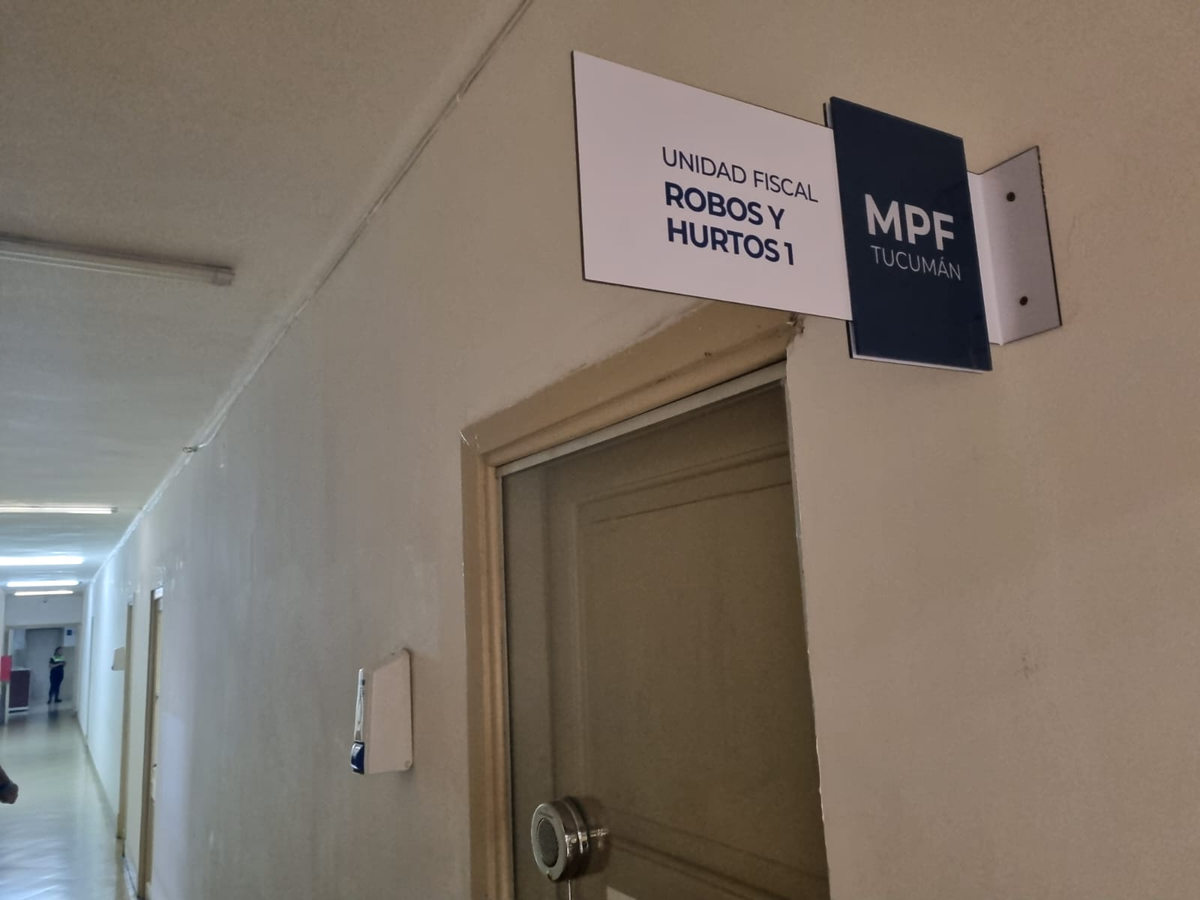 UNIDAD FISCAL
ROBOS Y
HURTOS 1
MPF
TUCUMÁN